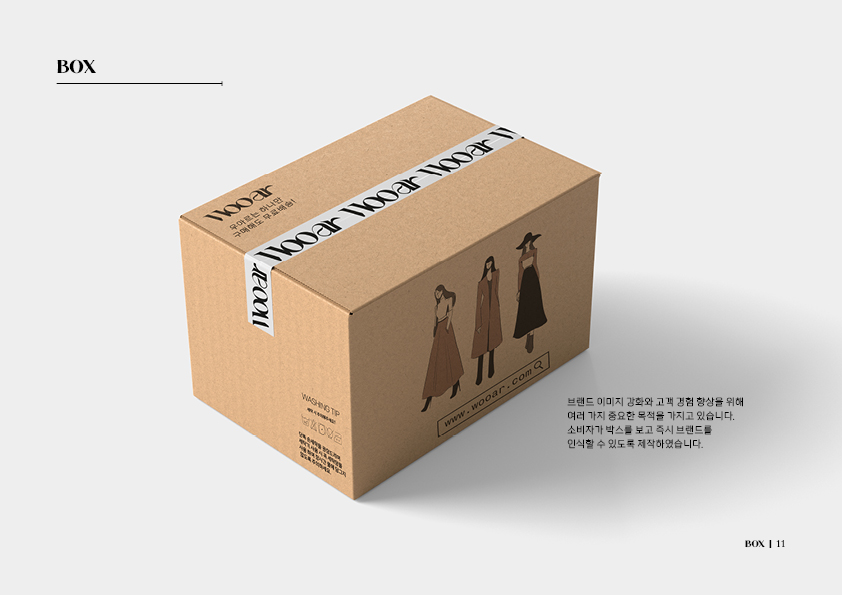 BOX
wooar
우아르는 하나만
구매해도 무료배송!
Wooar Wooar Wooar W
Wooar
www.wooar.com
WASHING TIP
브랜드 이미지 강화와 고객 경험 향상을 위해
여러 가지 중요한 목적을 가지고 있습니다.
소비자가 박스를 보고 즉시 브랜드를
인식할 수 있도록 제작하였습니다.
BOX | 11